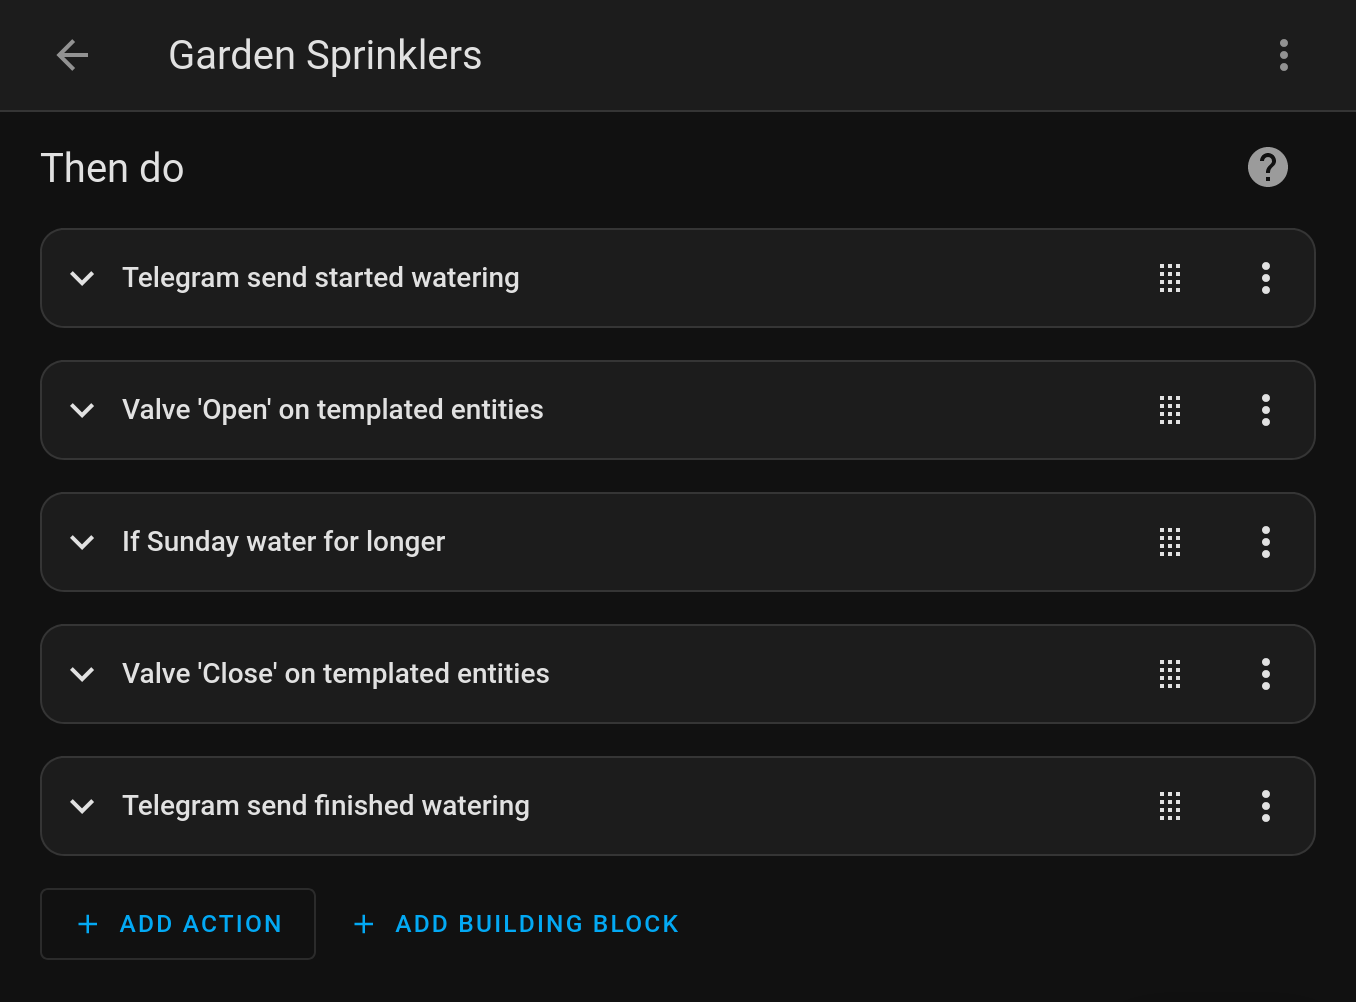 Garden Sprinklers
Then do
?
Telegram send started watering
Valve 'Open' on templated entities
If Sunday water for longer
Valve 'Close' on templated entities
Telegram send finished watering
+ ADD ACTION + ADD BUILDING BLOCK